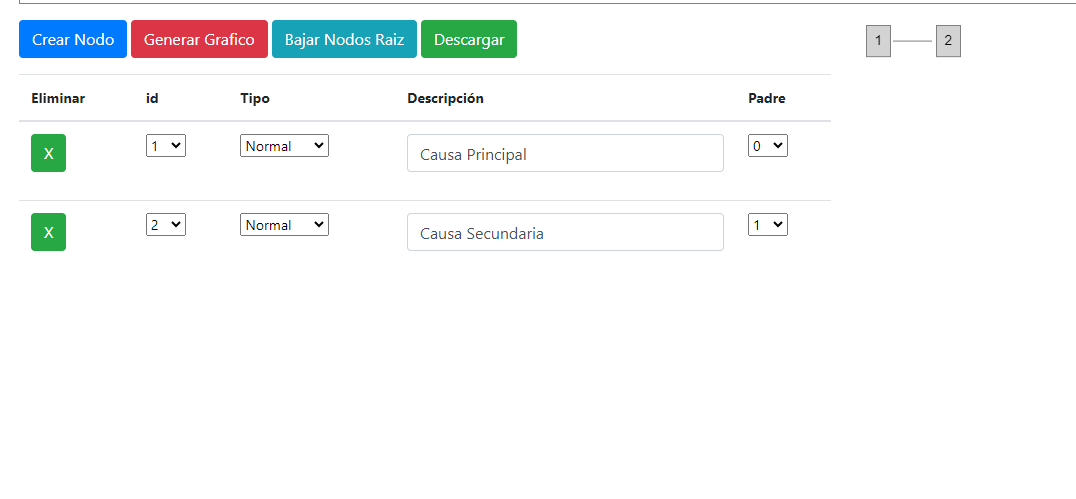 Crear Nodo Generar Grafico Bajar Nodos Raiz Descargar
1 2
Eliminar id Tipo Descripción Padre
X 1 Normal Causa Principal 0
X 2 Normal Causa Secundaria 1